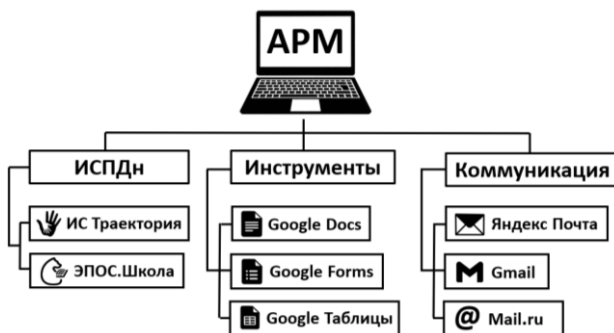 АРМ
ИСПДн
Инструменты
Коммуникация
ИС Траектория
Google Docs
Яндекс Почта
ЭПОС.Школа
Google Forms
Gmail
Google Таблицы
@ Mail.ru